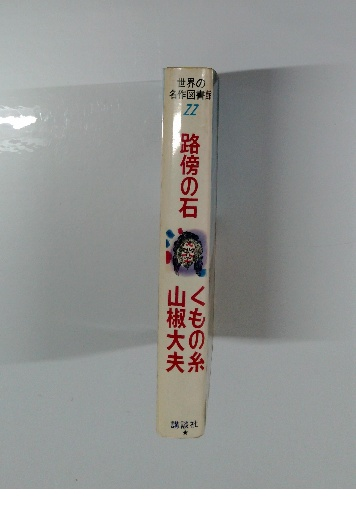 世界の
名作図書館
22
路傍の石
くもの糸
山椒大夫
講談社
★